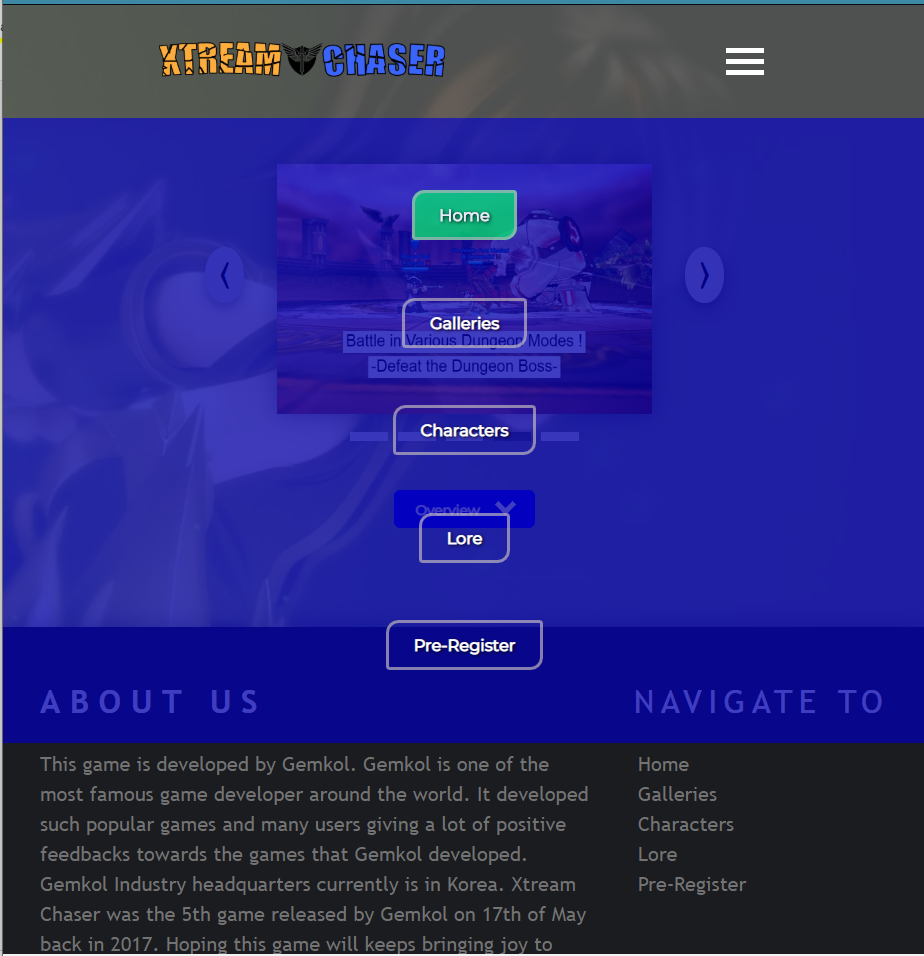 XTREAM CHASER
Home
Galleries
Battle in Various Dungeon Modes !
-Defeat the Dungeon Boss-
Characters
Overview
Lore
Pre-Register
ABOUT US
This game is developed by Gemkol. Gemkol is one of the
most famous game developer around the world. It developed
such popular games and many users giving a lot of positive
feedbacks towards the games that Gemkol developed.
Gemkol Industry headquarters currently is in Korea. Xtream
Chaser was the 5th game released by Gemkol on 17th of May
back in 2017. Hoping this game will keeps bringing joy to
NAVIGATE TO
Home
Galleries
Characters
Lore
Pre-Register